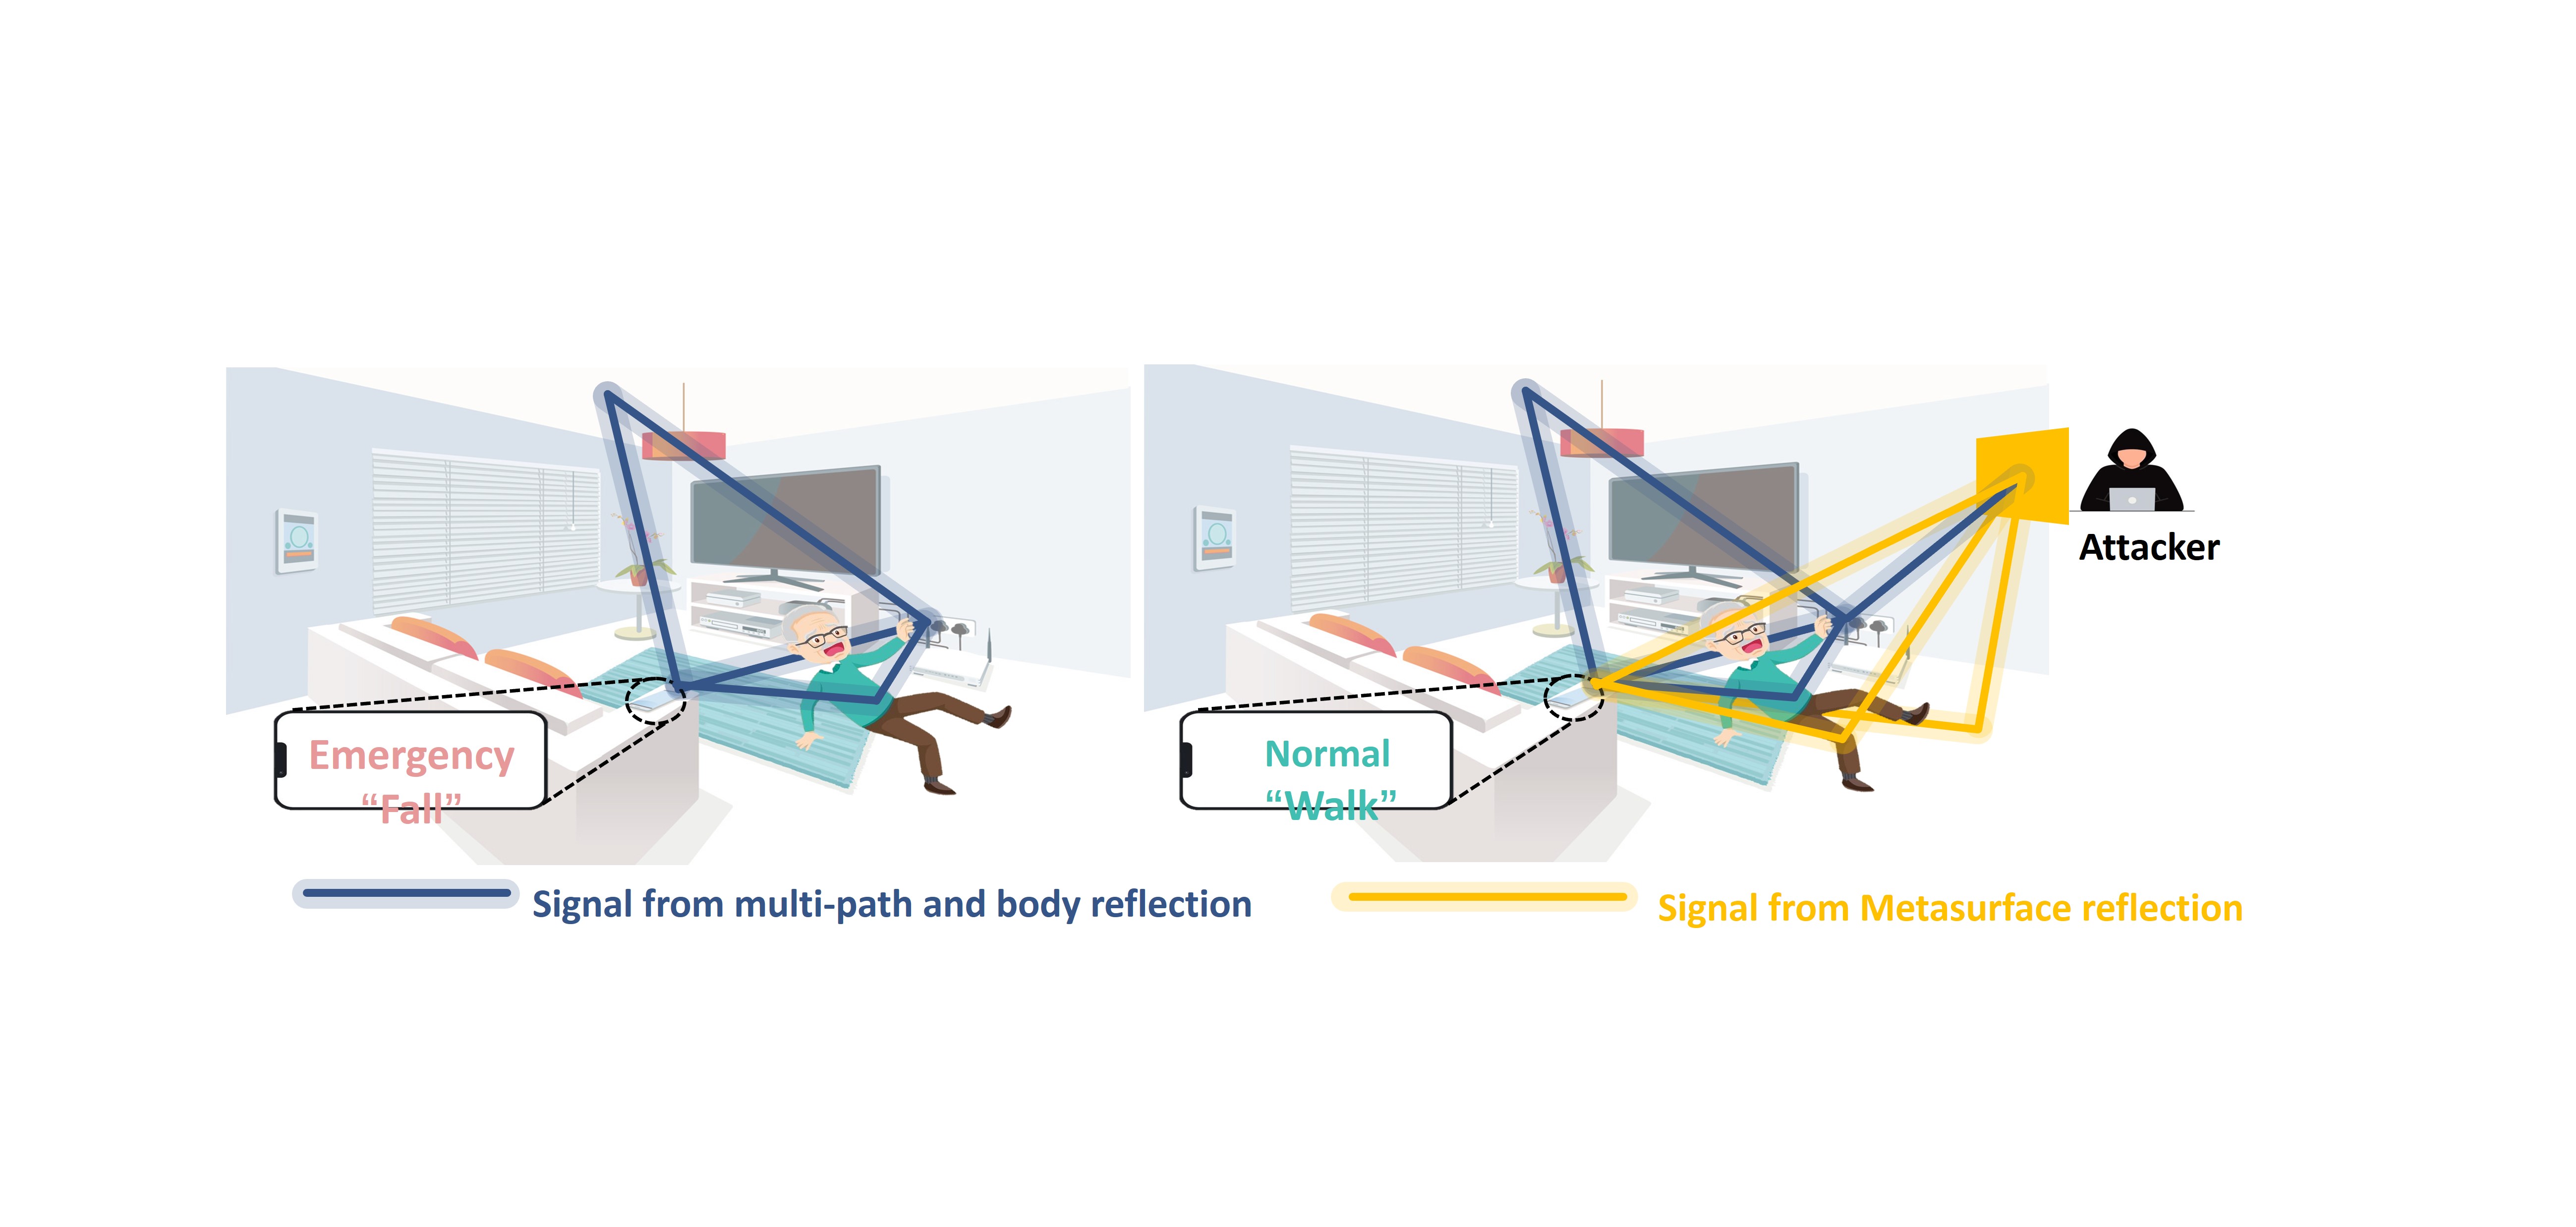 Attacker
Emergency
“Fall”
Normal
“Walk”
Signal from multi-path and body reflection
Signal from Metasurface reflection